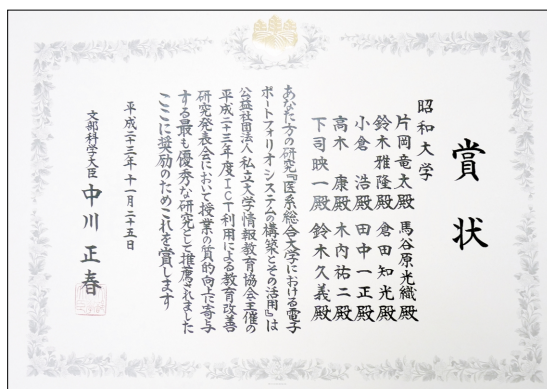 賞状
昭和大学
片岡竜太殿 馬谷原光織殿
鈴木雅隆殿 倉田知光殿
小倉浩殿 田中一正殿
高木康殿 木内祐二殿
下司映一殿 鈴木久義殿
あなた方の研究『医系総合大学における電子
ポートフォリオシステムの構築とその活用』は
公益社団法人私立大学情報教育協会主催の
平成二十三年度ICT利用による教育改善
研究発表会において授業の質的向上に寄与
する最も優秀な研究として推薦されました
ここに奨励のためこれを賞します
平成二十三年十一月二十五日
文部科学大臣 中川正春